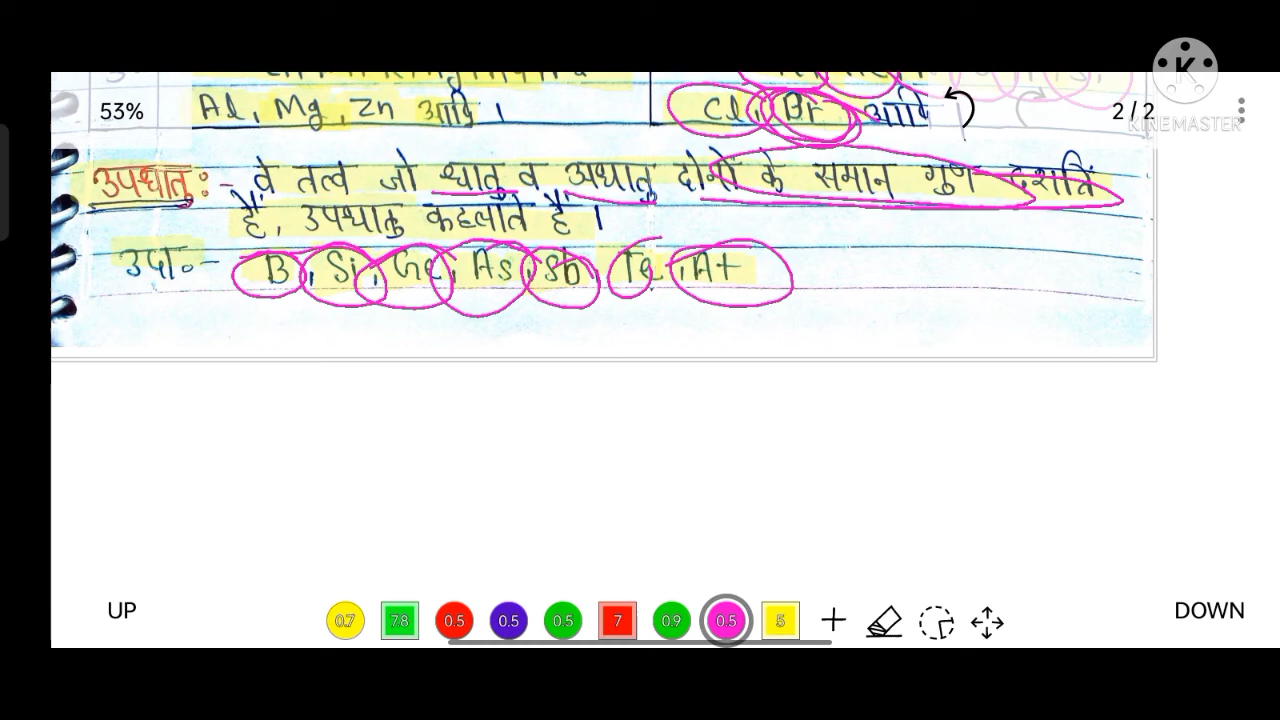 KINEMASTER
53%
Al, Mg, Zn आदि ।
Cl, Br आदि
2/2
उपधातु :- वे तत्व जो धातु व अधातु दोनों के समान गुण दर्शाते
हैं, उपधातु कहलाते हैं ।
उदा०- B, Si, Ge, As, Sb, Te, At
UP
0.7 7.8 0.5 0.5 0.5 7 0.9 0.5 5
DOWN